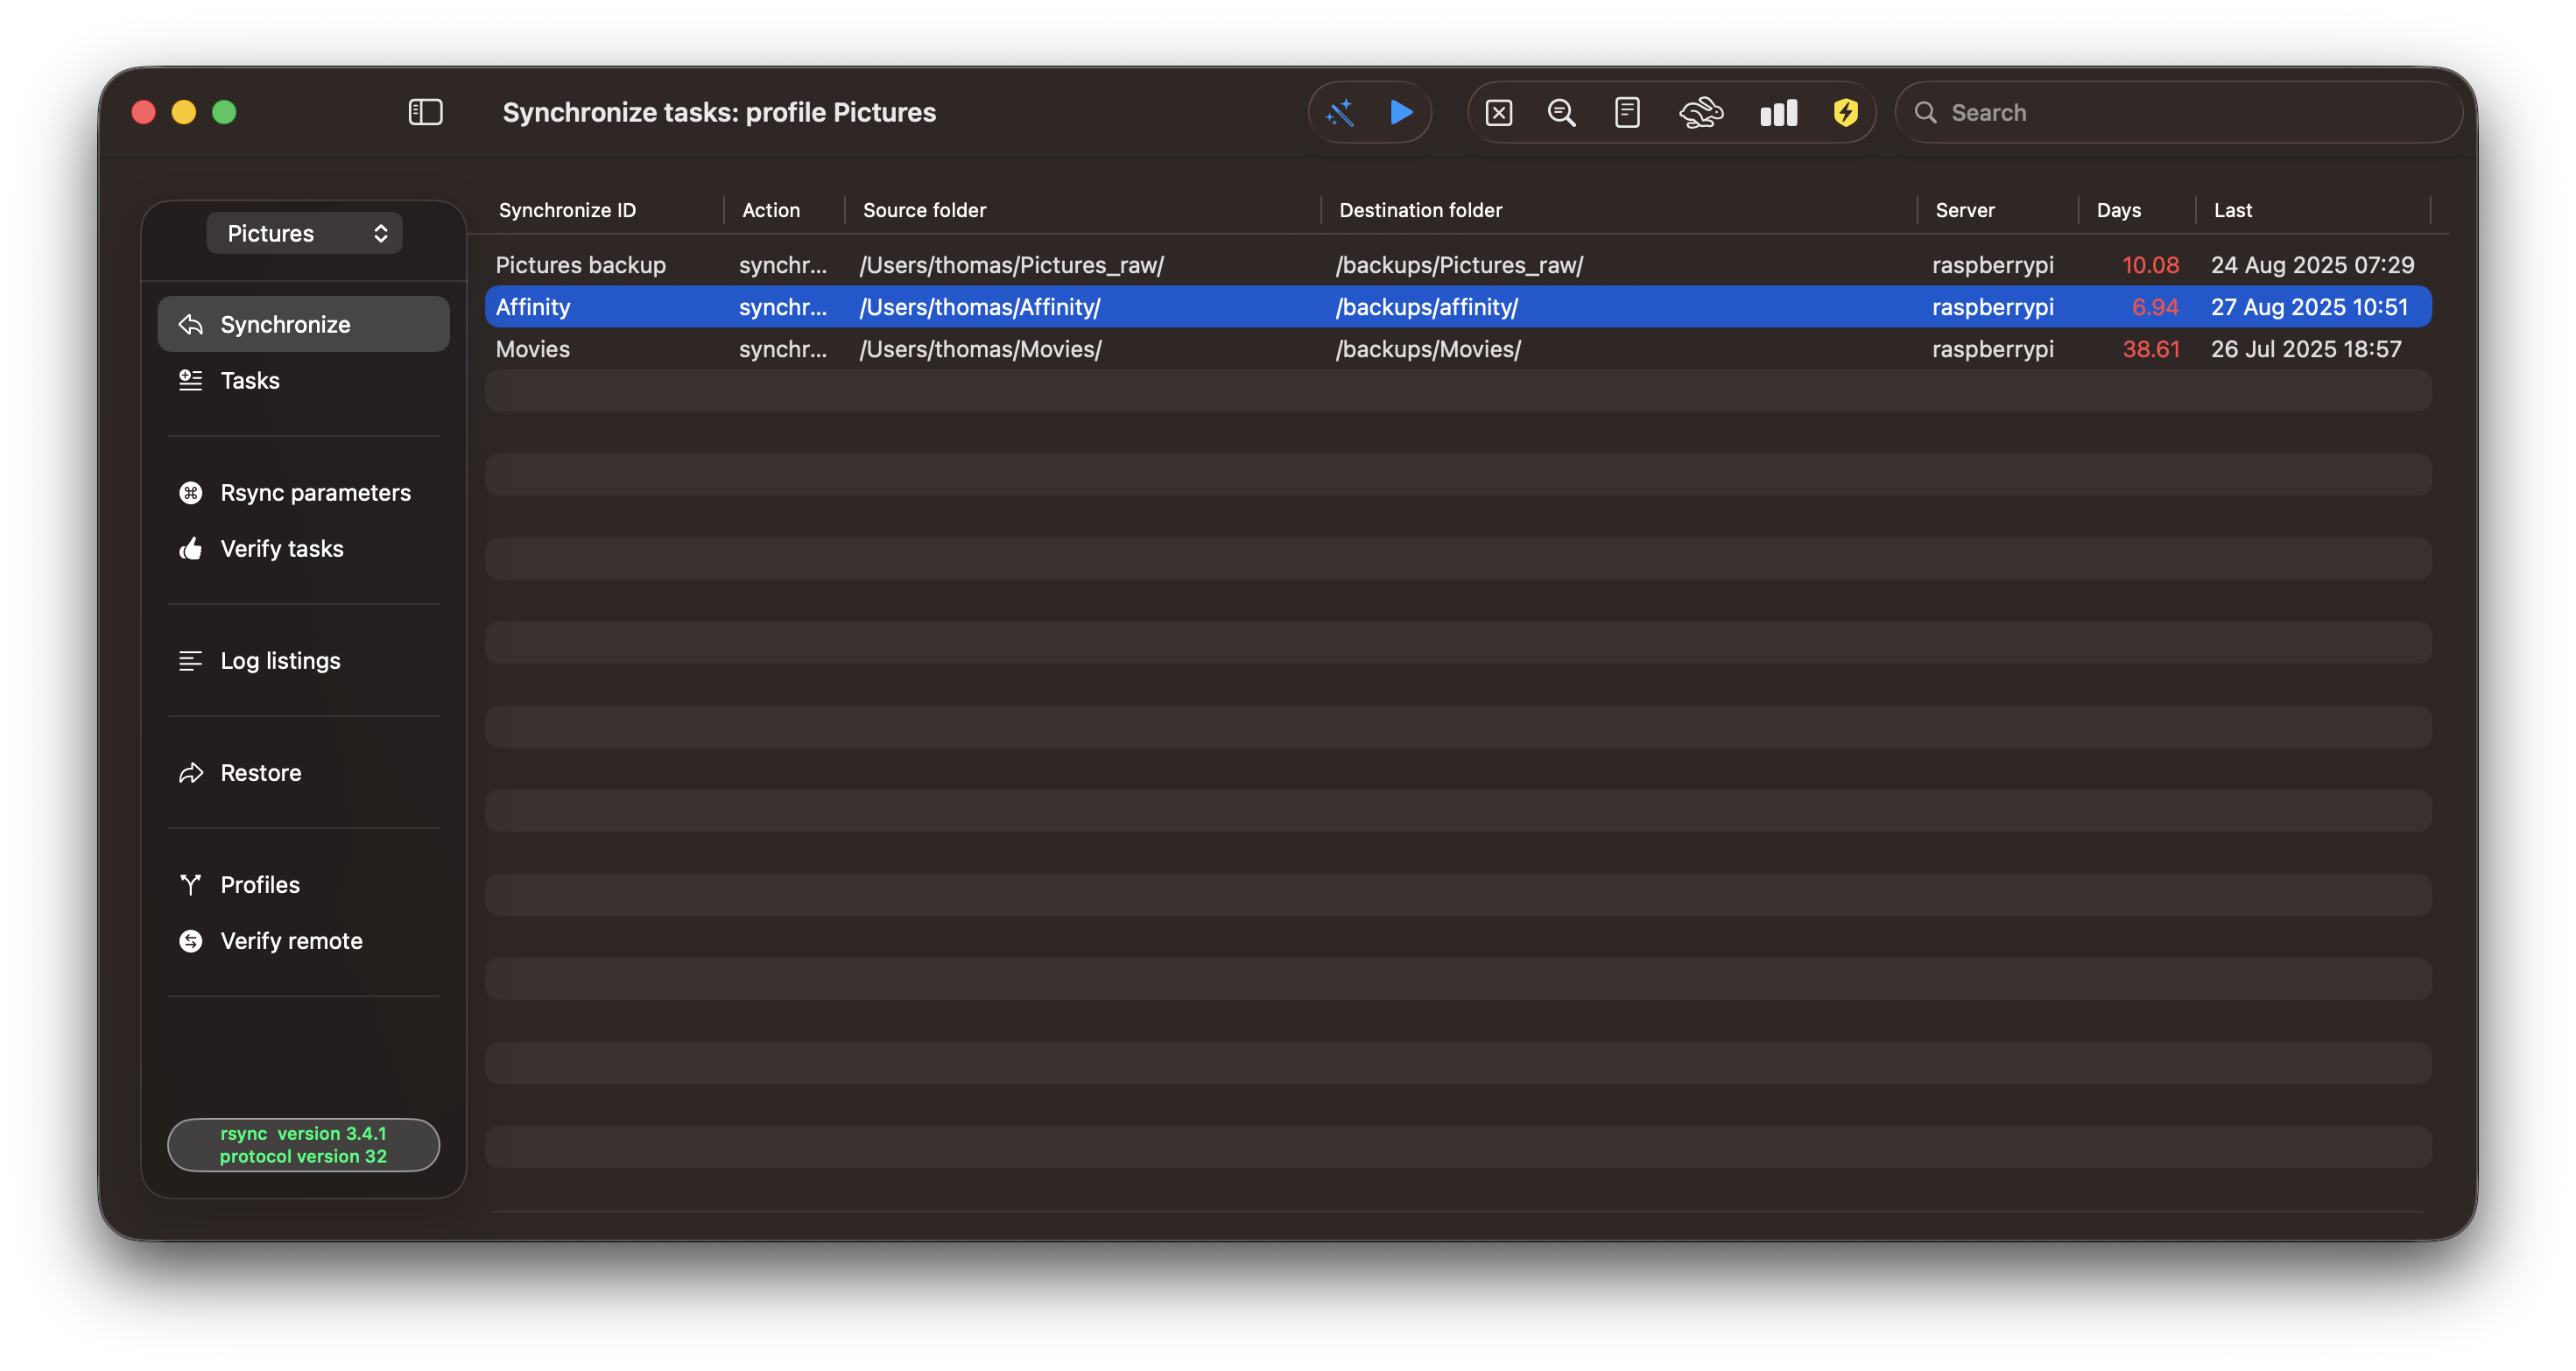 Synchronize tasks: profile Pictures
Search
Pictures
Synchronize
Tasks
Rsync parameters
Verify tasks
Log listings
Restore
Profiles
Verify remote
rsync  version 3.4.1
protocol version 32
Synchronize ID Action Source folder Destination folder Server Days Last
Pictures backup synchr... /Users/thomas/Pictures_raw/ /backups/Pictures_raw/ raspberrypi 10.08 24 Aug 2025 07:29
Affinity synchr... /Users/thomas/Affinity/ /backups/affinity/ raspberrypi 6.94 27 Aug 2025 10:51
Movies synchr... /Users/thomas/Movies/ /backups/Movies/ raspberrypi 38.61 26 Jul 2025 18:57